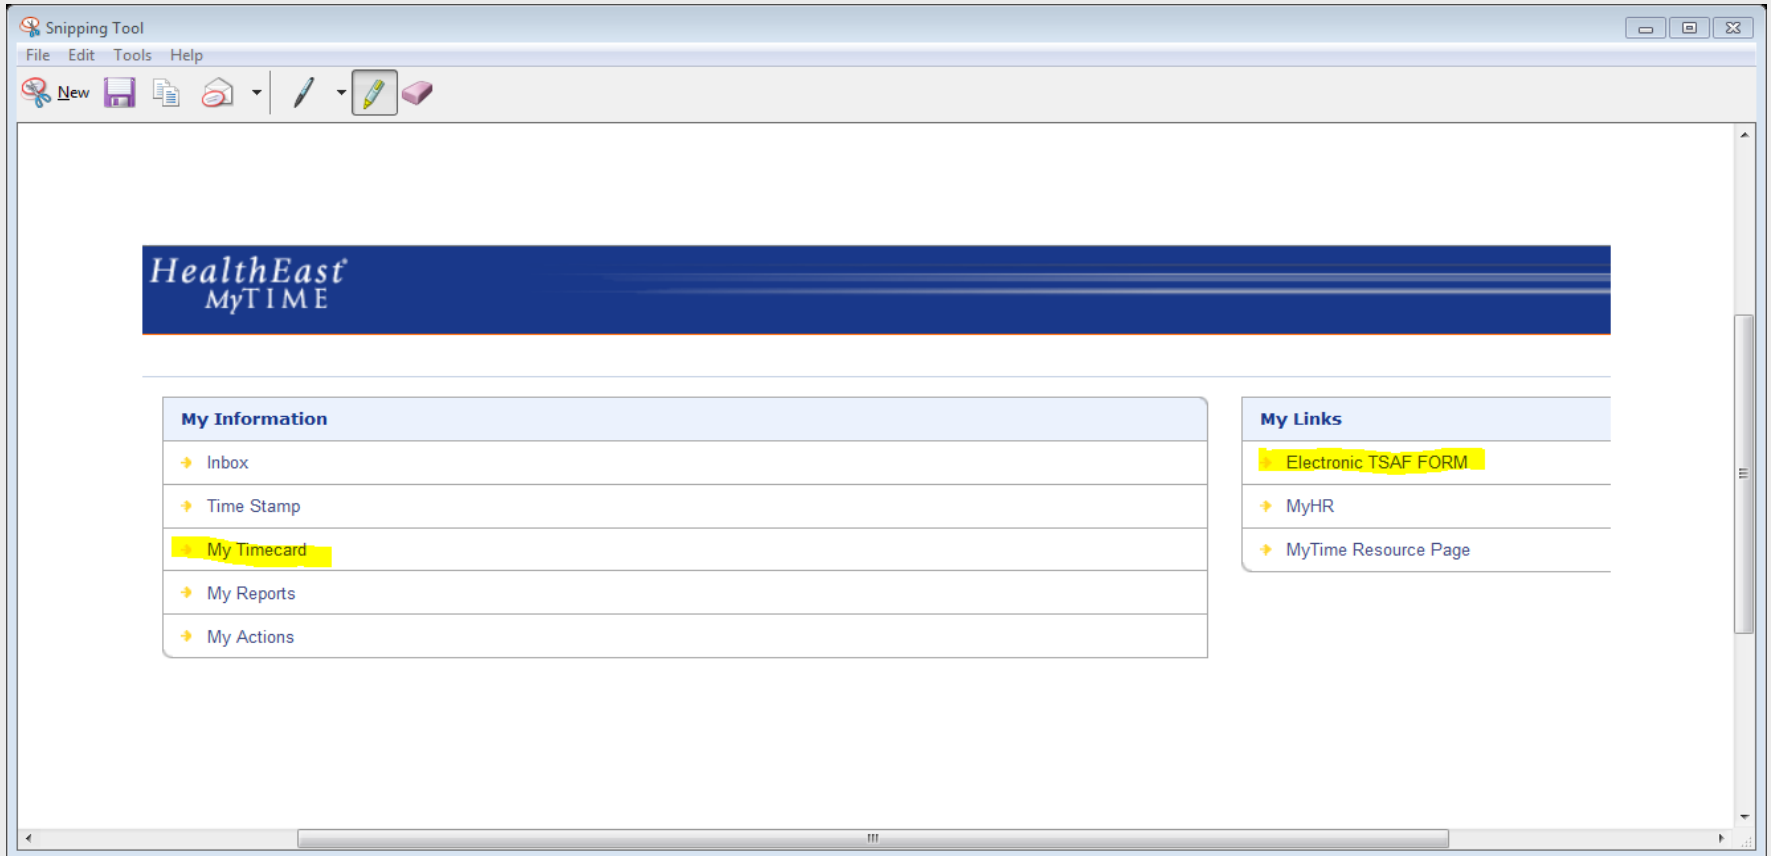 Snipping Tool
File Edit Tools Help
New
HealthEast®
MyTIME
My Information
Inbox
Time Stamp
My Timecard
My Reports
My Actions
My Links
Electronic TSAF FORM
MyHR
MyTime Resource Page